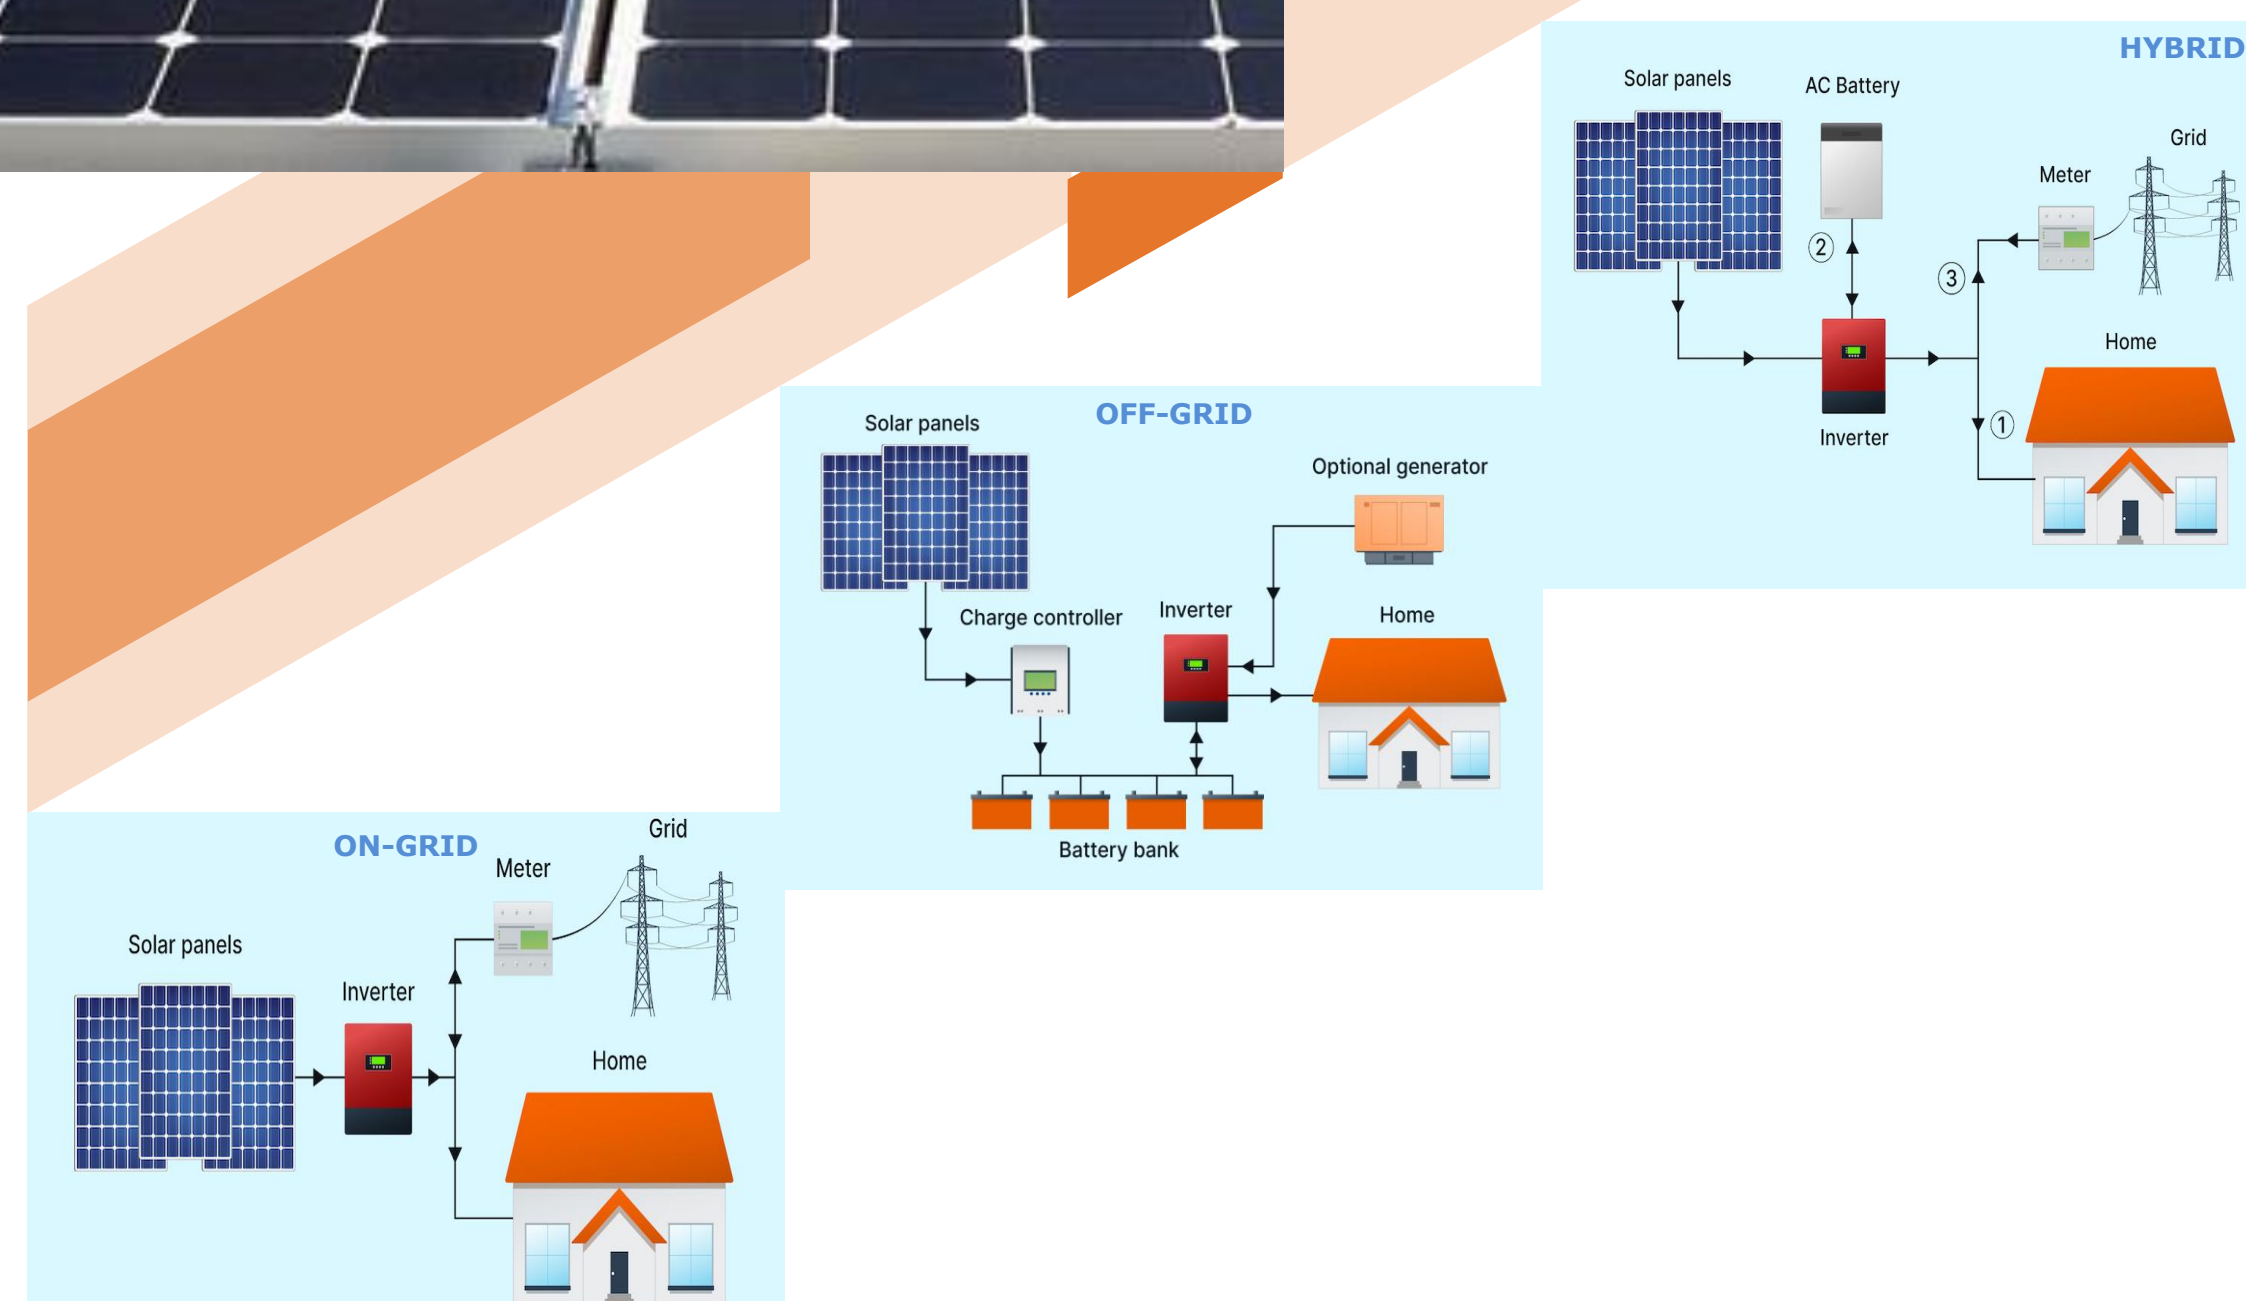 HYBRID
Solar panels
AC Battery
Grid
Meter
②
③
Home
①
Inverter
OFF-GRID
Solar panels
Optional generator
Charge controller
Inverter
Home
Battery bank
ON-GRID
Grid
Meter
Solar panels
Inverter
Home